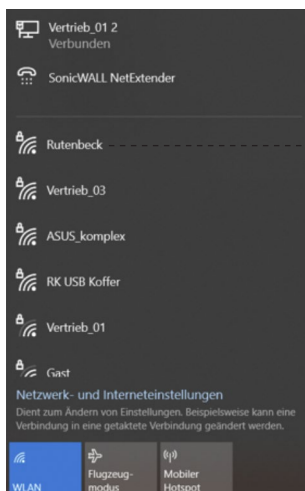 Vertrieb_01 2
Verbunden
SonicWALL NetExtender
Rutenbeck
Vertrieb_03
ASUS_komplex
RK USB Koffer
Vertrieb_01
Gast
Netzwerk- und Interneteinstellungen
Dient zum Ändern von Einstellungen. Beispielsweise kann eine
Verbindung in eine getaktete Verbindung geändert werden.
WLAN
Flugzeug-
modus
Mobiler
Hotspot